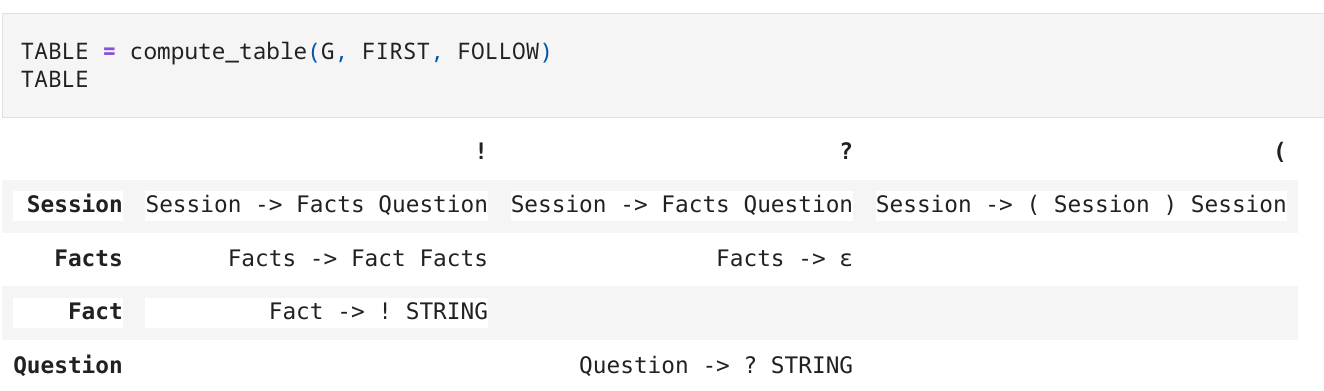 TABLE = compute_table(G, FIRST, FOLLOW)
TABLE
! ? (
Session Session -> Facts Question Session -> Facts Question Session -> ( Session ) Session
Facts Facts -> Fact Facts Facts -> ε
Fact Fact -> ! STRING
Question Question -> ? STRING